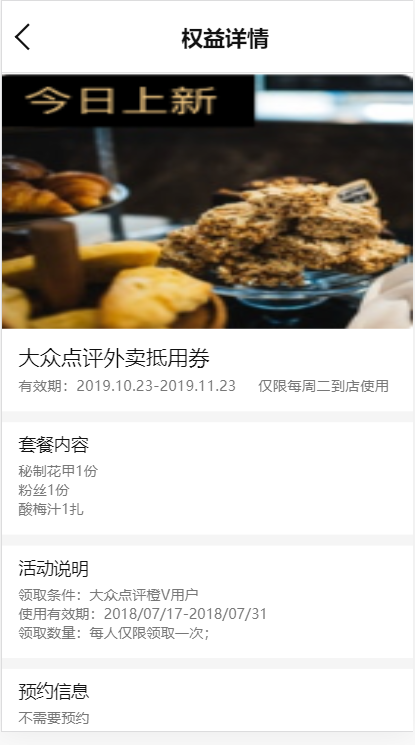 权益详情
今日上新
大众点评外卖抵用券
有效期：2019.10.23-2019.11.23 仅限每周二到店使用
套餐内容
秘制花甲1份
粉丝1份
酸梅汁1扎
活动说明
领取条件：大众点评橙V用户
使用有效期：2018/07/17-2018/07/31
领取数量：每人仅限领取一次；
预约信息
不需要预约